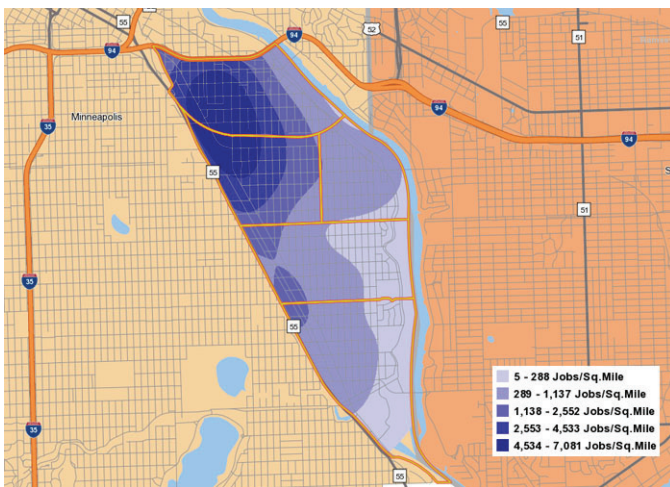 55
55
94
52
94
51
35
94
94
Minneapolis
55
S
51
35
55
5 - 288 Jobs/Sq.Mile
289 - 1,137 Jobs/Sq.Mile
1,138 - 2,552 Jobs/Sq.Mile
2,553 - 4,533 Jobs/Sq.Mile
4,534 - 7,081 Jobs/Sq.Mile
35
55